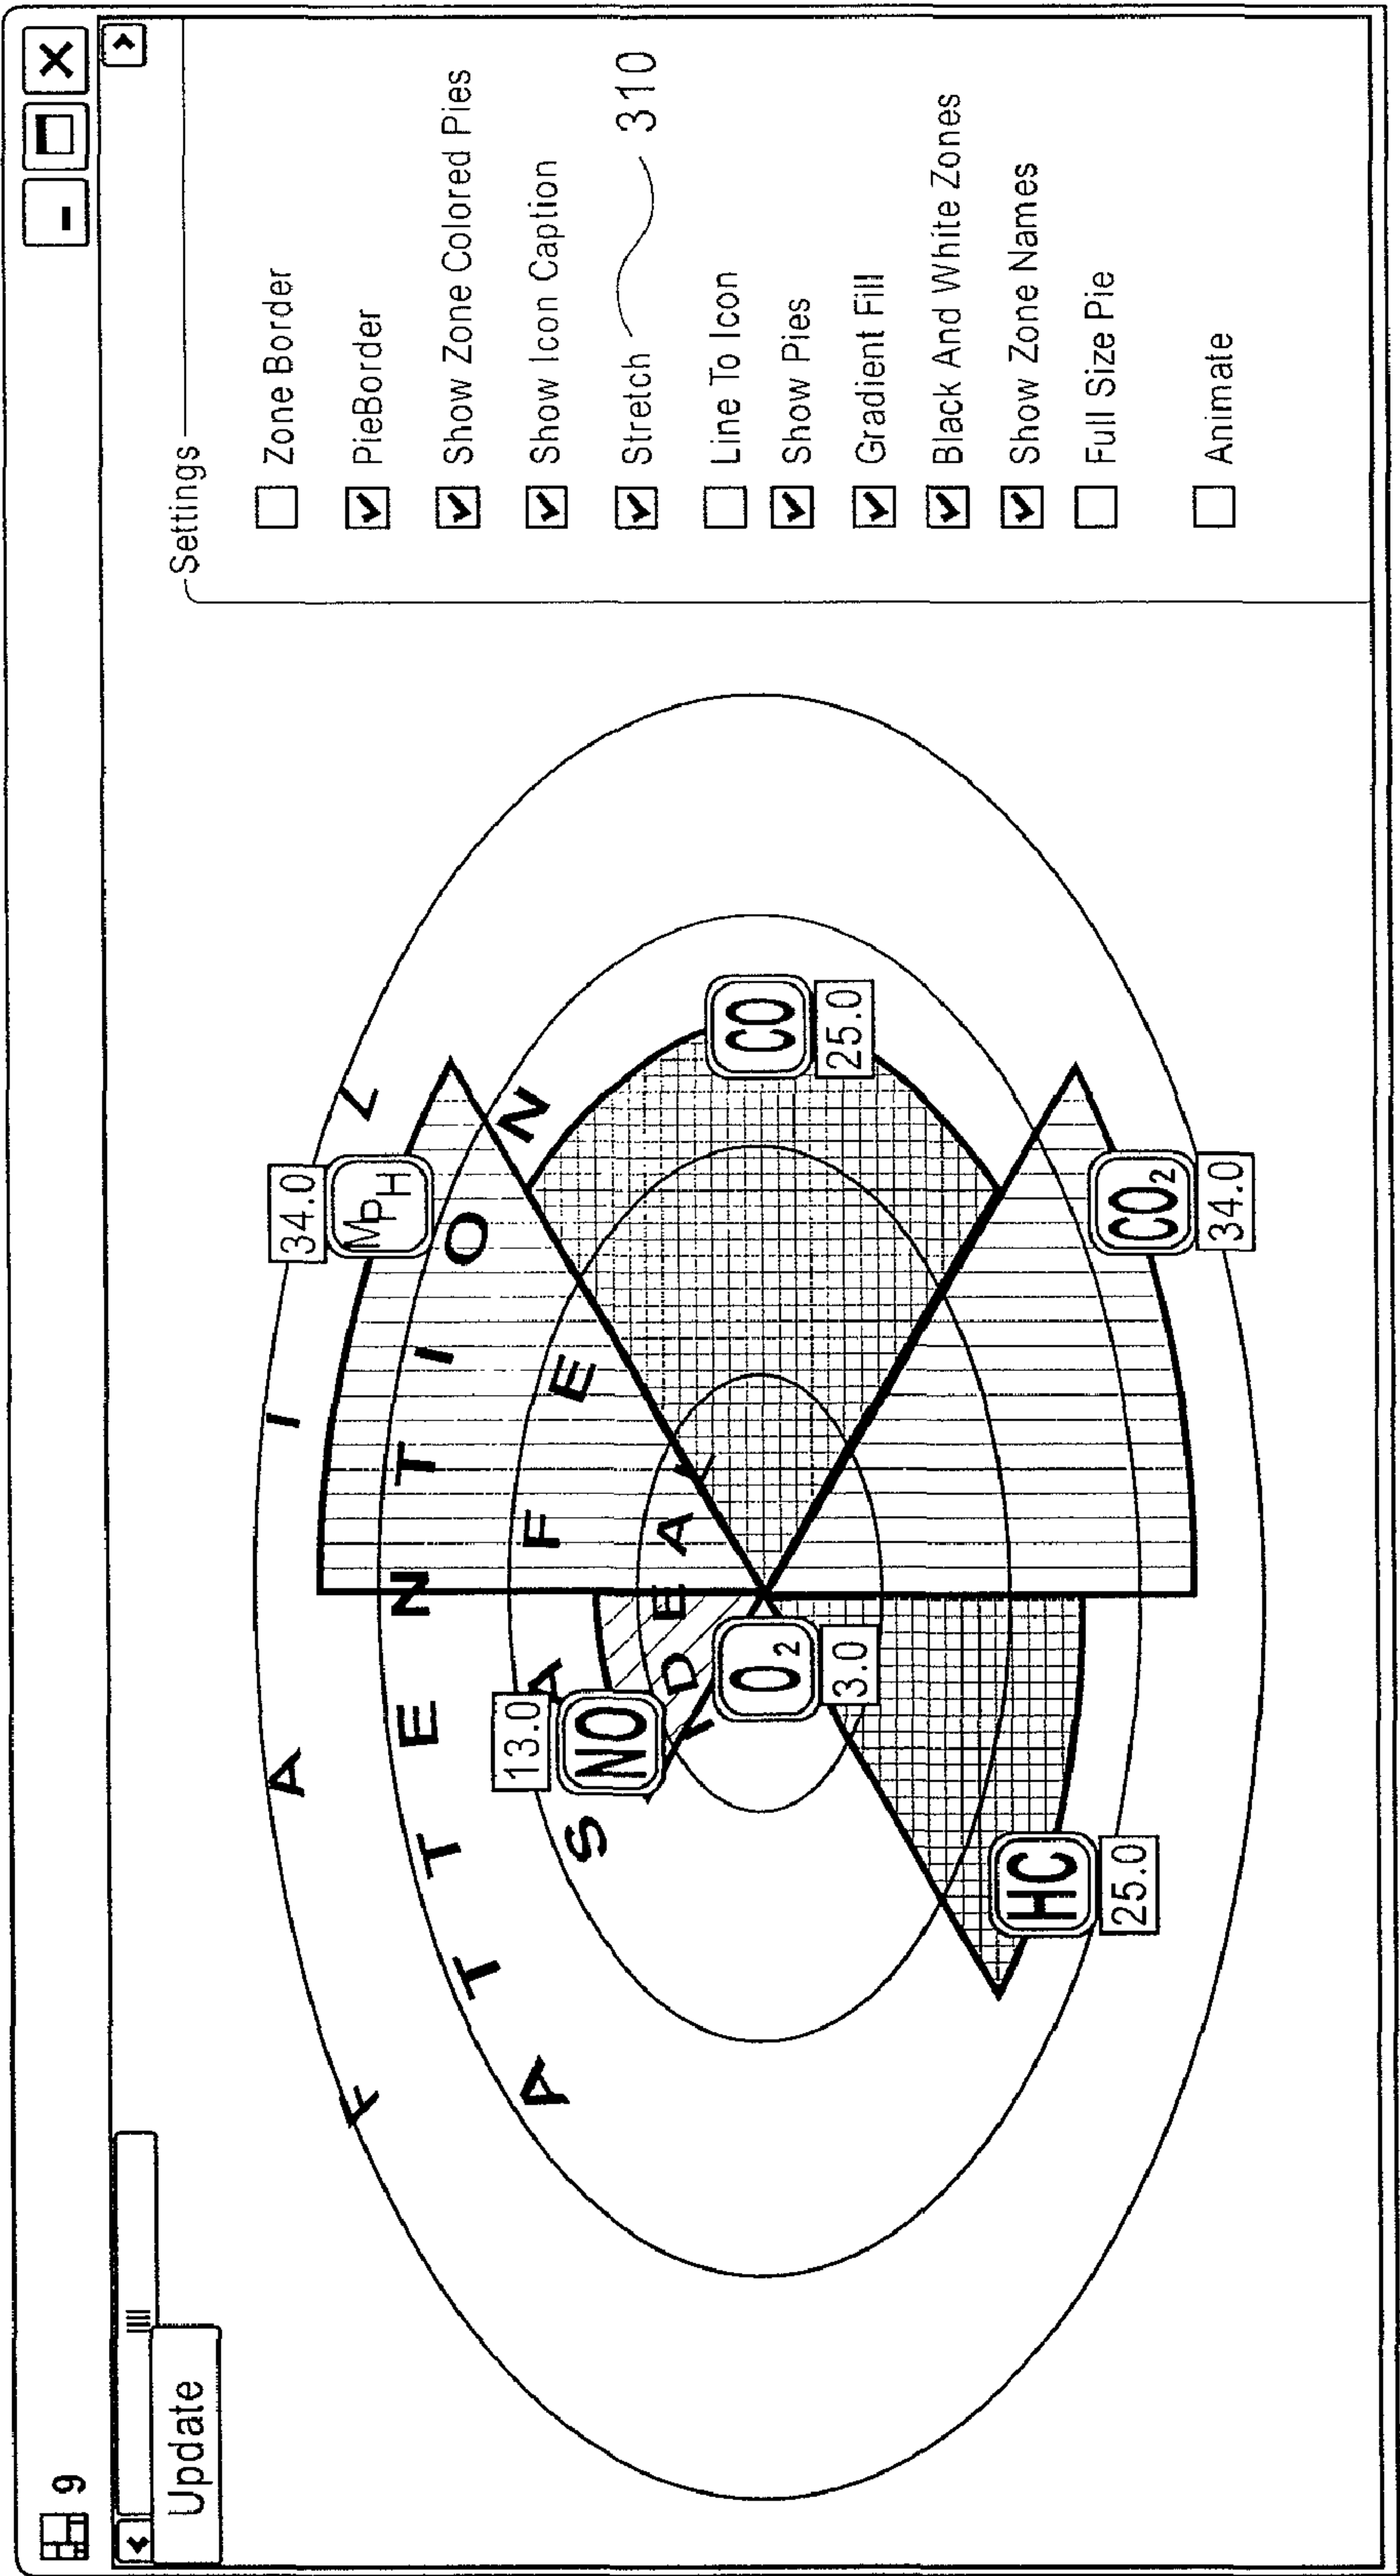 9
Update
FAIL
ATTENTION
SAFE
IDEAL
34.0
MPH
13.0
NO
O₂
3.0
CO
25.0
HC
25.0
CO₂
34.0
Settings
Zone Border
PieBorder
Show Zone Colored Pies
Show Icon Caption
Stretch 310
Line To Icon
Show Pies
Gradient Fill
Black And White Zones
Show Zone Names
Full Size Pie
Animate